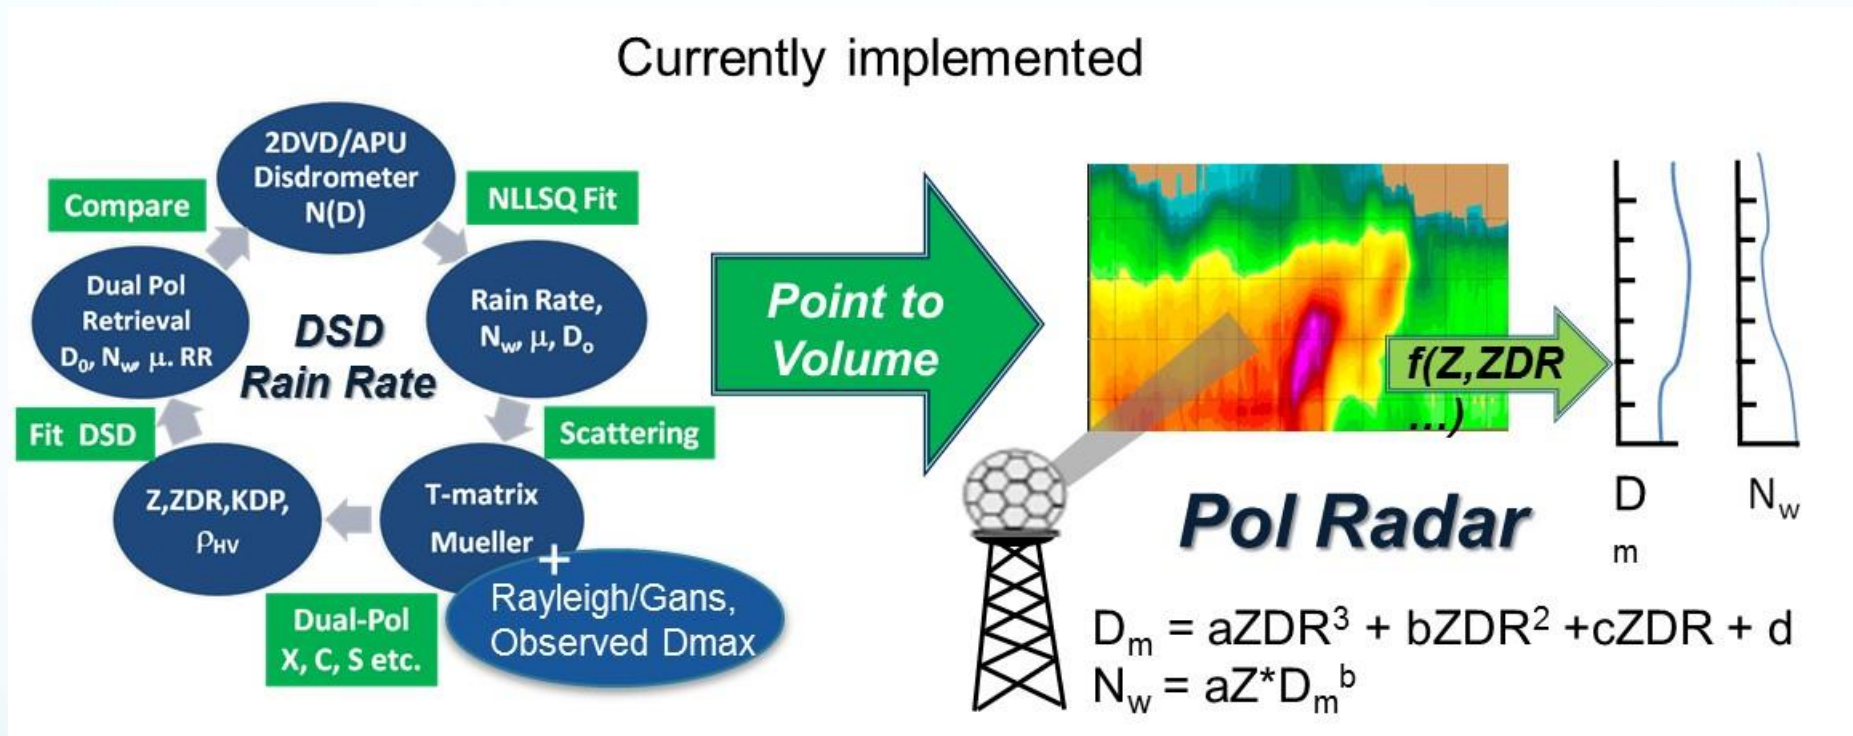 Currently implemented
2DVD/APU
Disdrometer
N(D)
NLLSQ Fit
Rain Rate,
Nw, μ, Do
Scattering
T-matrix
Mueller
+
Rayleigh/Gans,
Observed Dmax
Dual-Pol
X, C, S etc.
Z,ZDR,KDP,
ρHV
Fit DSD
Dual Pol
Retrieval
D0, Nw, μ. RR
Compare
DSD
Rain Rate
Point to
Volume
f(Z,ZDR
...)
D
m
Nw
Pol Radar
Dm = aZDR³ + bZDR² +cZDR + d
Nw = aZ*Dm^b